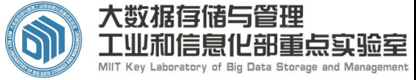 大数据存储与管理
工业和信息化部重点实验室
MIIT Key Laboratory of Big Data Storage and Management